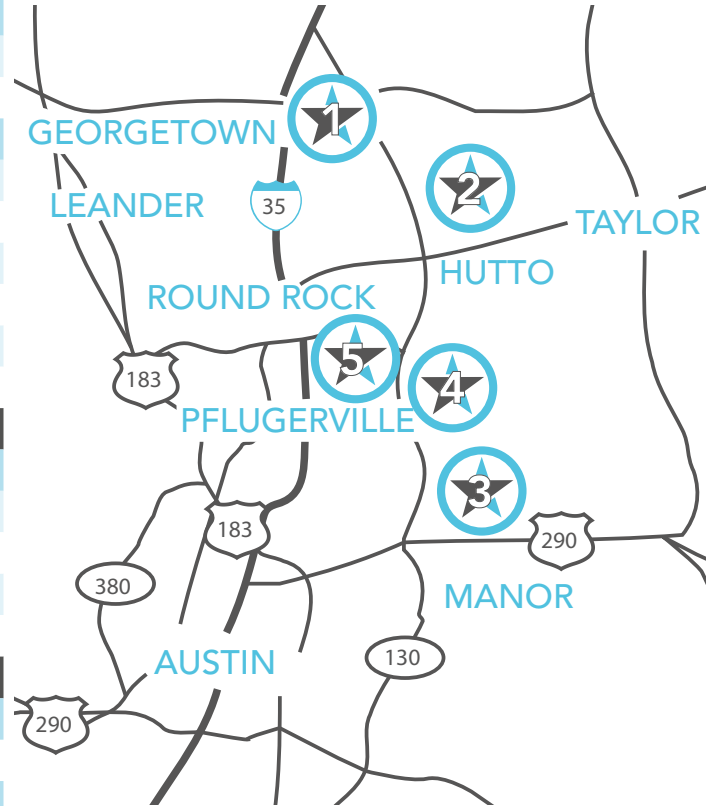 1
GEORGETOWN
2
LEANDER
35
TAYLOR
HUTTO
ROUND ROCK
5
183
4
PFLUGERVILLE
3
183
290
380
MANOR
130
AUSTIN
290